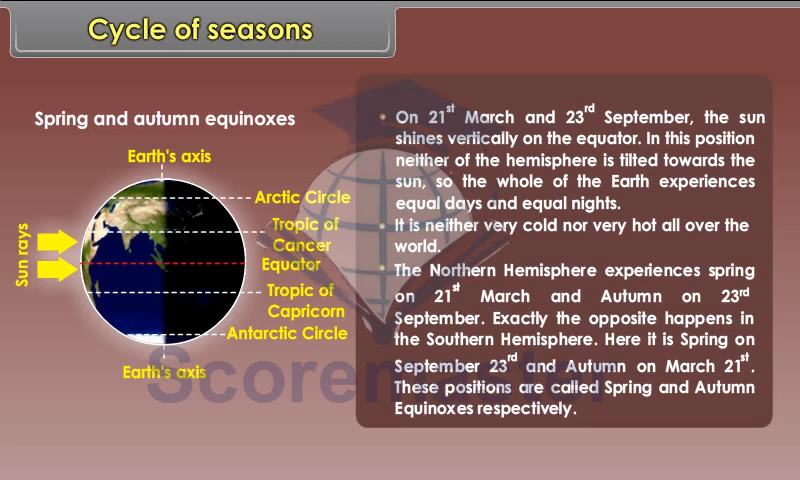 Cycle of seasons
Spring and autumn equinoxes
Earth's axis
Arctic Circle
Tropic of
Cancer
Sun rays
Equator
Tropic of
Capricorn
Antarctic Circle
Earth's axis
• On 21st March and 23rd September, the sun
shines vertically on the equator. In this position
neither of the hemisphere is tilted towards the
sun, so the whole of the Earth experiences
equal days and equal nights.
• It is neither very cold nor very hot all over the
world.
• The Northern Hemisphere experiences spring
on 21st March and Autumn on 23rd
September. Exactly the opposite happens in
the Southern Hemisphere. Here it is Spring on
September 23rd and Autumn on March 21st.
These positions are called Spring and Autumn
Equinoxes respectively.
Scoremaster